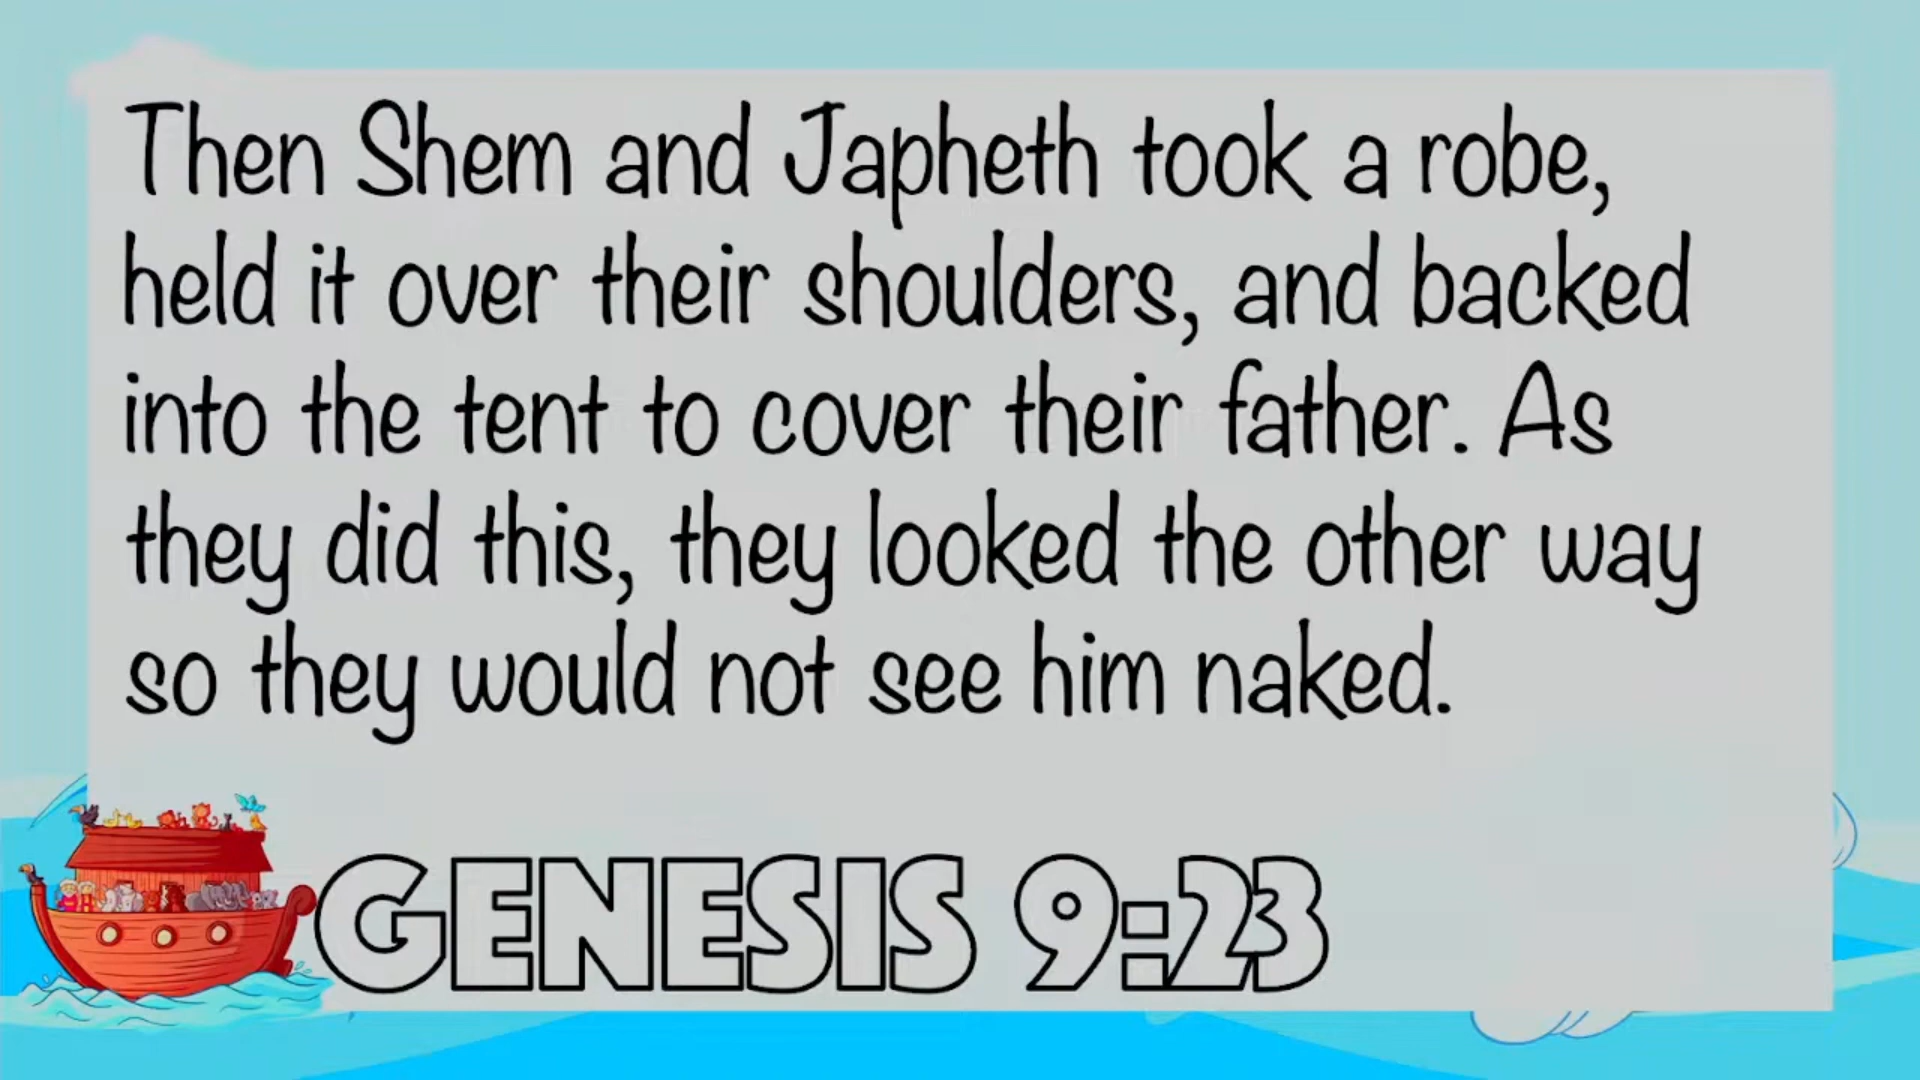 Then Shem and Japheth took a robe,
held it over their shoulders, and backed
into the tent to cover their father. As
they did this, they looked the other way
so they would not see him naked.
GENESIS 9:23